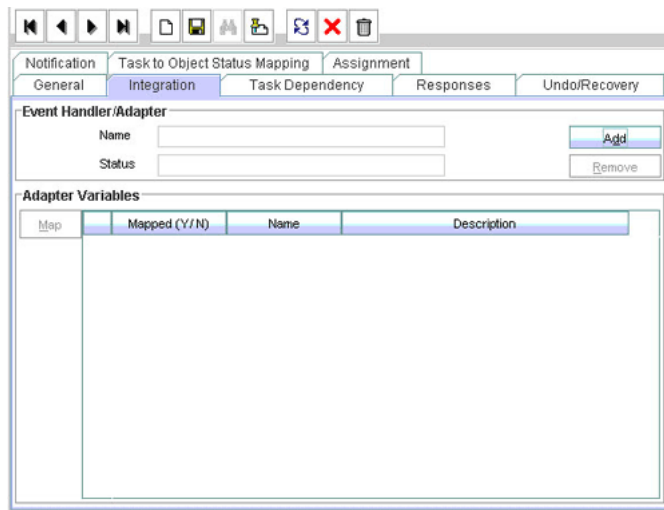 Notification Task to Object Status Mapping Assignment
General Integration Task Dependency Responses Undo/Recovery
Event Handler/Adapter
Name Add
Status Remove
Adapter Variables
Map Mapped (Y/N) Name Description